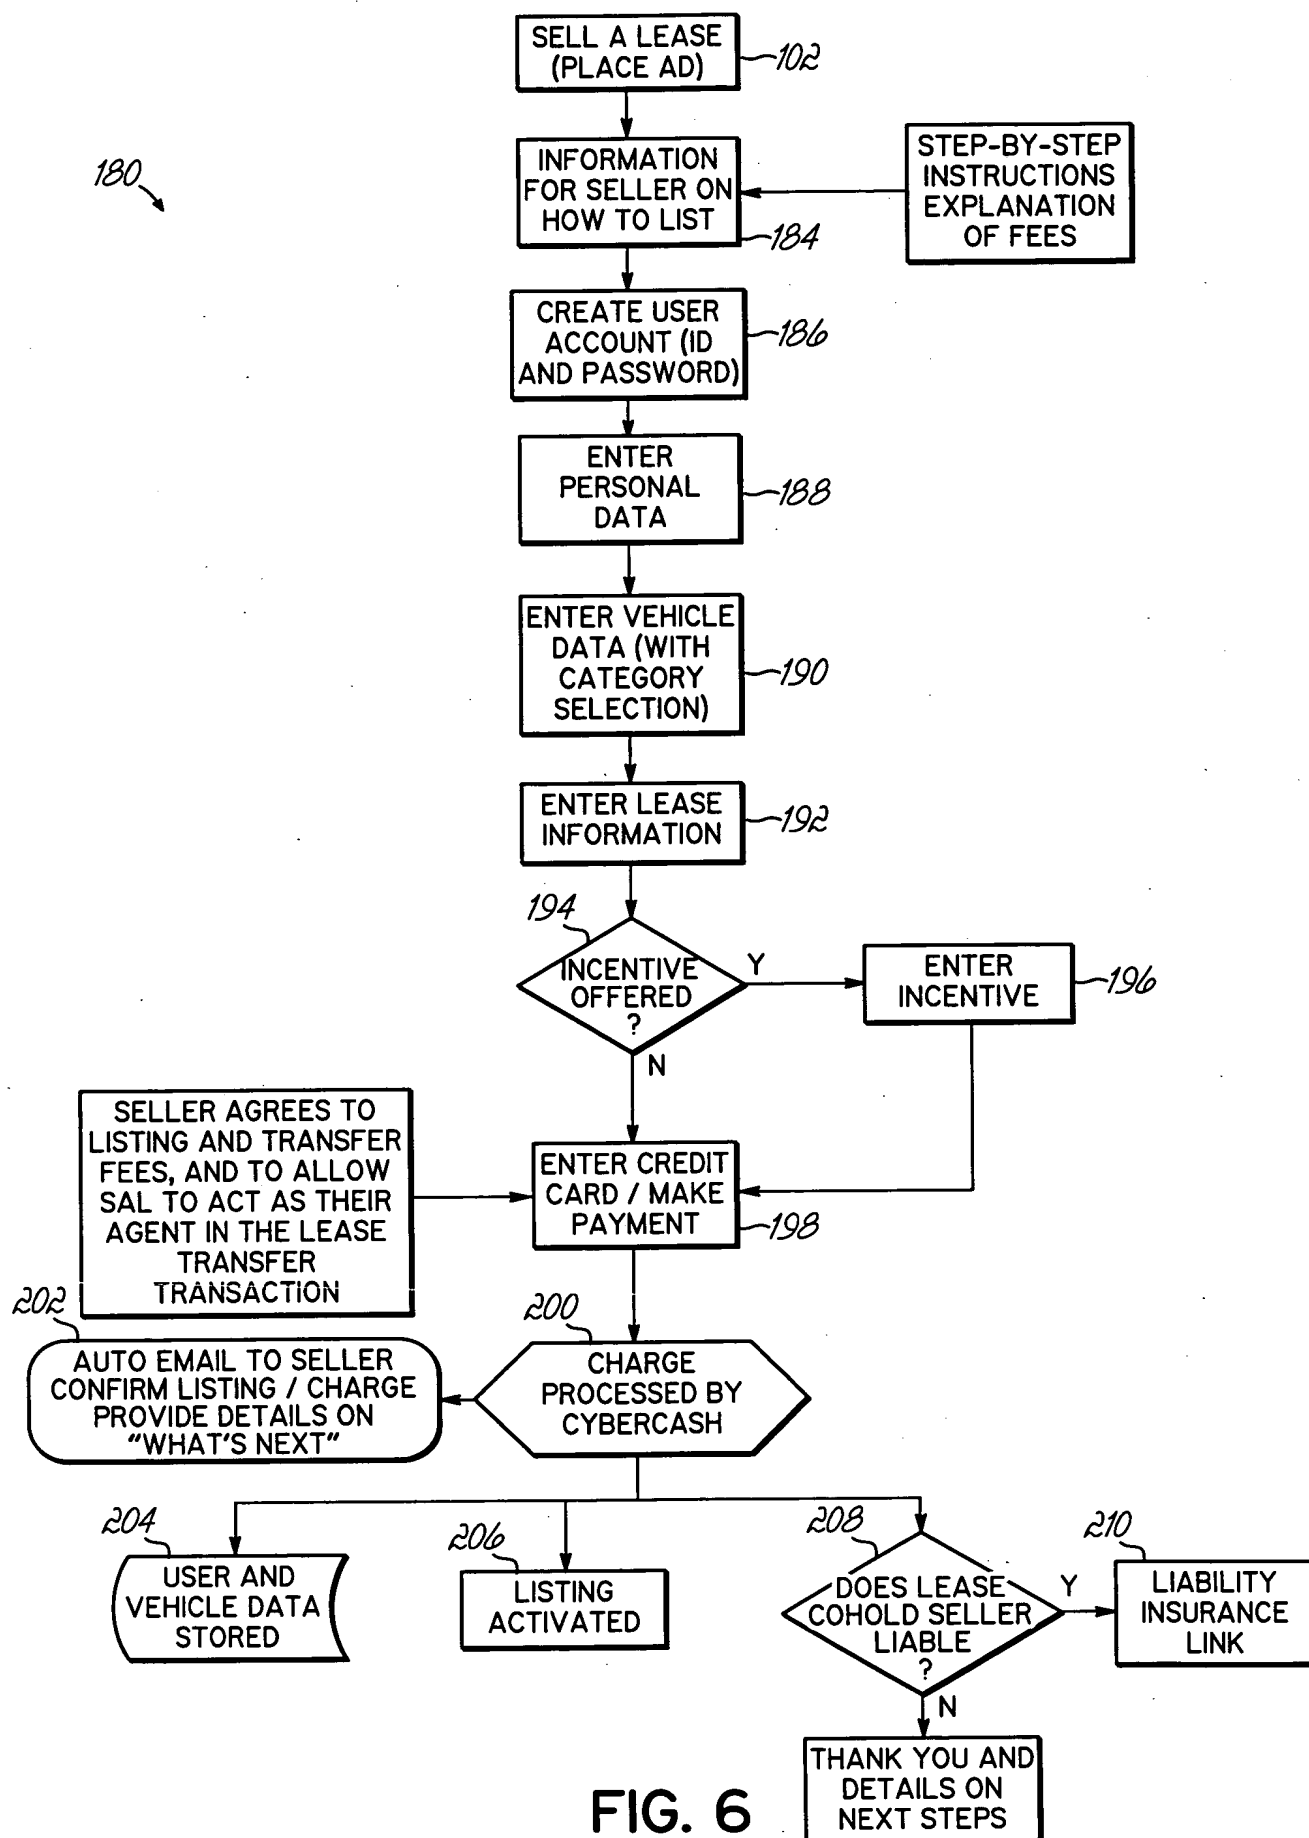 SELL A LEASE
(PLACE AD)
102
180
INFORMATION
FOR SELLER ON
HOW TO LIST
184
STEP-BY-STEP
INSTRUCTIONS
EXPLANATION
OF FEES
CREATE USER
ACCOUNT (ID
AND PASSWORD)
186
ENTER
PERSONAL
DATA
188
ENTER VEHICLE
DATA (WITH
CATEGORY
SELECTION)
190
ENTER LEASE
INFORMATION
192
194
INCENTIVE
OFFERED
?
Y
N
ENTER
INCENTIVE
196
SELLER AGREES TO
LISTING AND TRANSFER
FEES, AND TO ALLOW
SAL TO ACT AS THEIR
AGENT IN THE LEASE
TRANSFER
TRANSACTION
ENTER CREDIT
CARD / MAKE
PAYMENT
198
202
AUTO EMAIL TO SELLER
CONFIRM LISTING / CHARGE
PROVIDE DETAILS ON
"WHAT'S NEXT"
200
CHARGE
PROCESSED BY
CYBERCASH
204
USER AND
VEHICLE DATA
STORED
206
LISTING
ACTIVATED
208
DOES LEASE
COHOLD SELLER
LIABLE
?
Y
N
210
LIABILITY
INSURANCE
LINK
THANK YOU AND
DETAILS ON
NEXT STEPS
FIG. 6